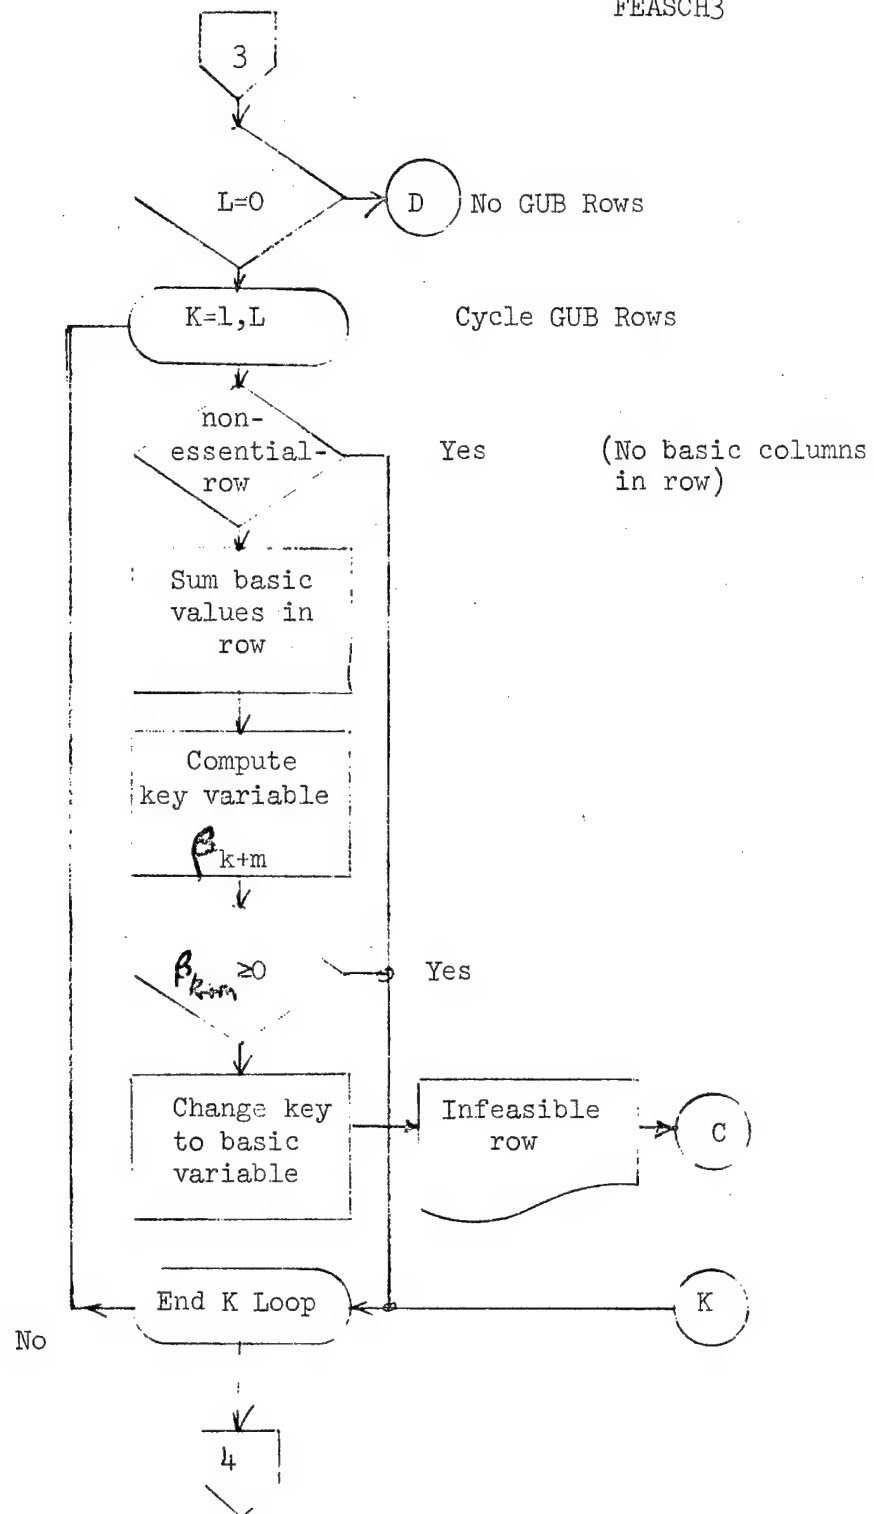 FEASCH3
3
L=0
D
No GUB Rows
K=1,L
Cycle GUB Rows
non-
essential-
row
Yes
(No basic columns
in row)
Sum basic
values in
row
Compute
key variable
β k+m
β k+m ≥0
Yes
Change key
to basic
variable
Infeasible
row
C
End K Loop
K
No
4